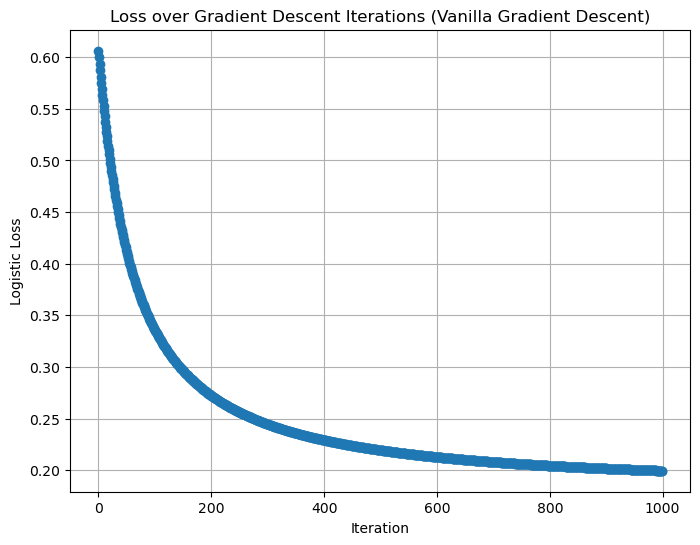 Loss over Gradient Descent Iterations (Vanilla Gradient Descent)
0.60
0.55
0.50
0.45
0.40
0.35
0.30
0.25
0.20
Logistic Loss
0 200 400 600 800 1000
Iteration